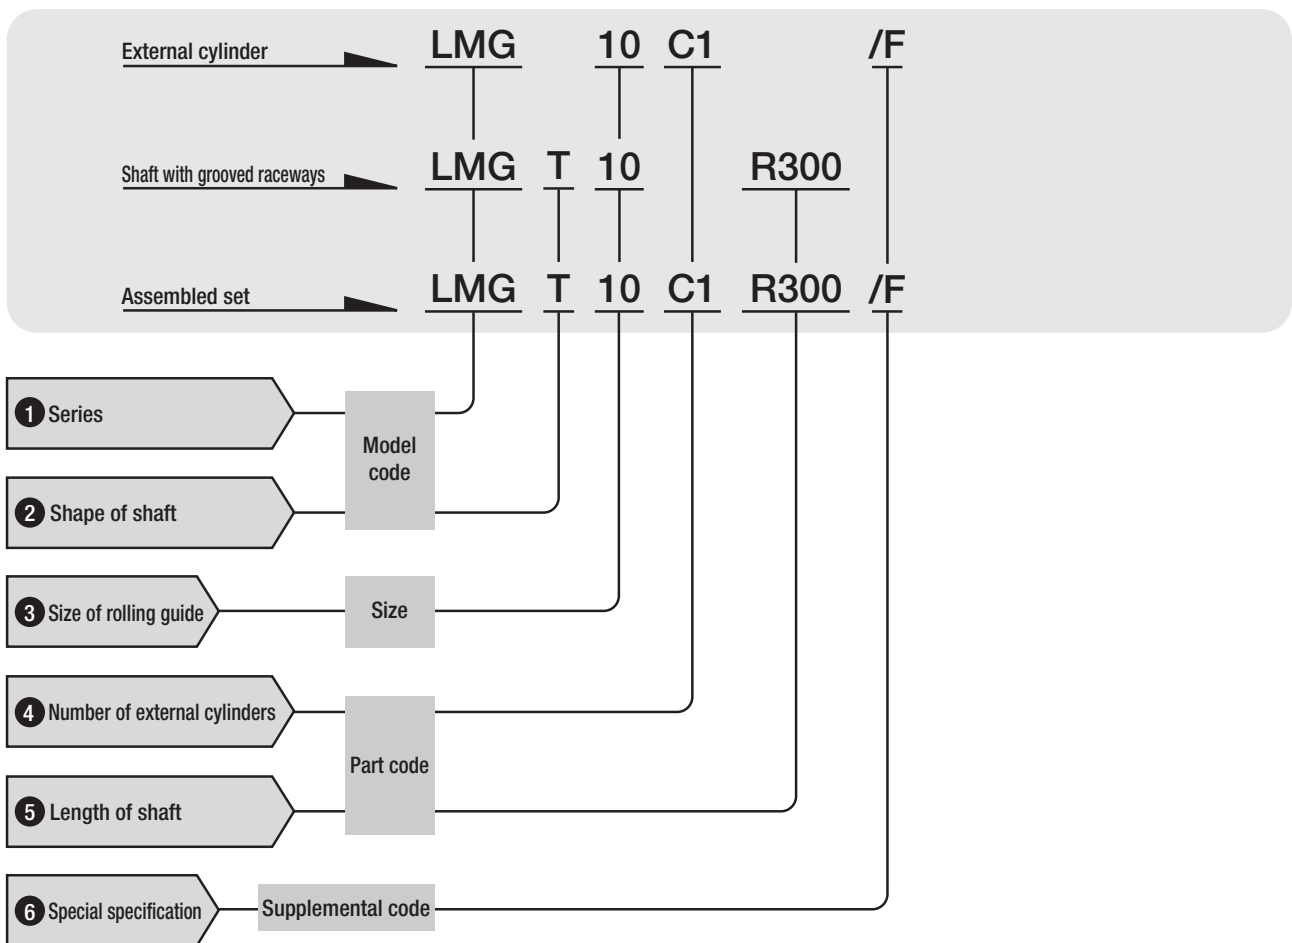 External cylinder LMG 10 C1 /F
Shaft with grooved raceways LMG T 10 R300
Assembled set LMG T 10 C1 R300 /F
1 Series
Model
code
2 Shape of shaft
3 Size of rolling guide Size
4 Number of external cylinders
Part code
5 Length of shaft
6 Special specification Supplemental code